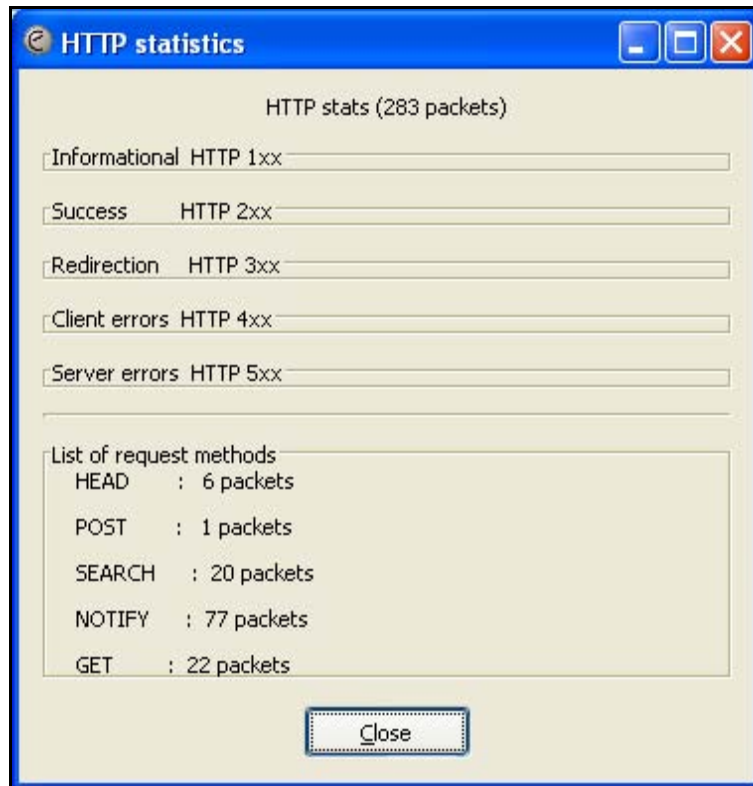 HTTP statistics
HTTP stats (283 packets)
Informational HTTP 1xx
Success HTTP 2xx
Redirection HTTP 3xx
Client errors HTTP 4xx
Server errors HTTP 5xx
List of request methods
HEAD : 6 packets
POST : 1 packets
SEARCH : 20 packets
NOTIFY : 77 packets
GET : 22 packets
Close